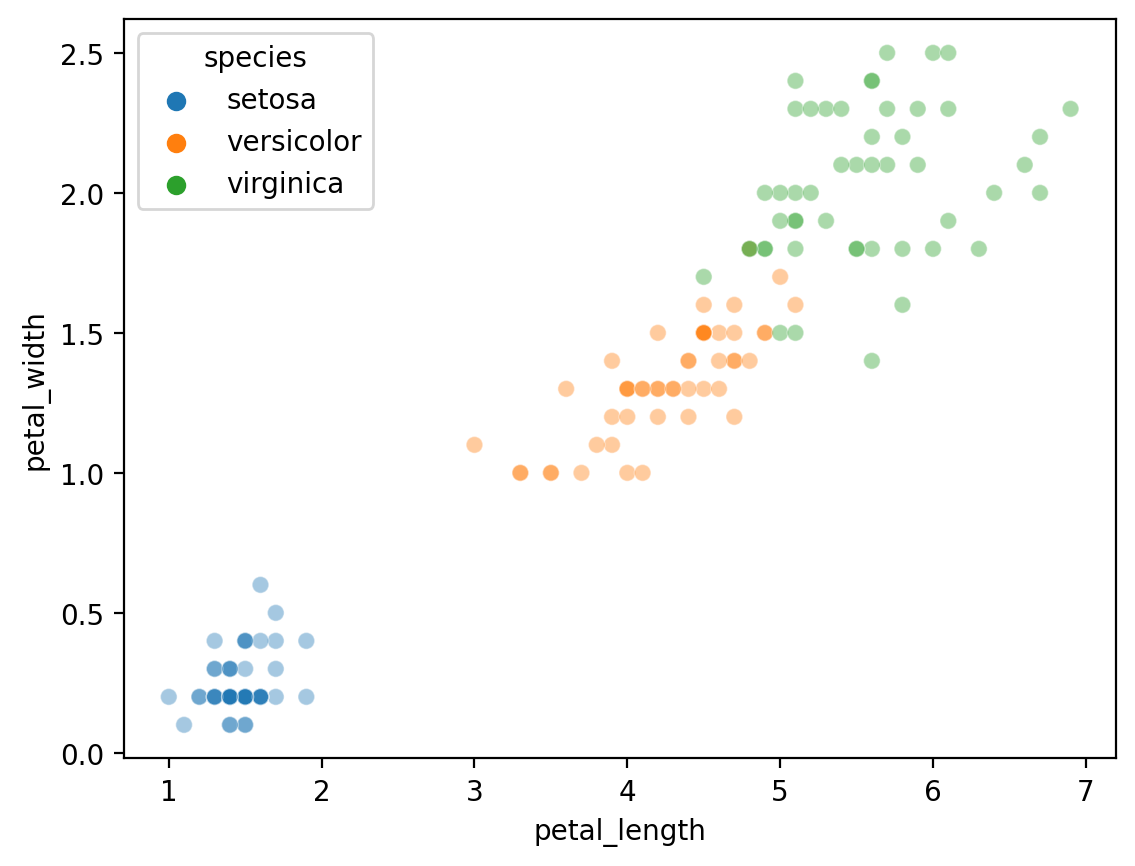 species
setosa
versicolor
virginica
2.5
2.0
1.5
1.0
0.5
0.0
petal_width
1 2 3 4 5 6 7
petal_length